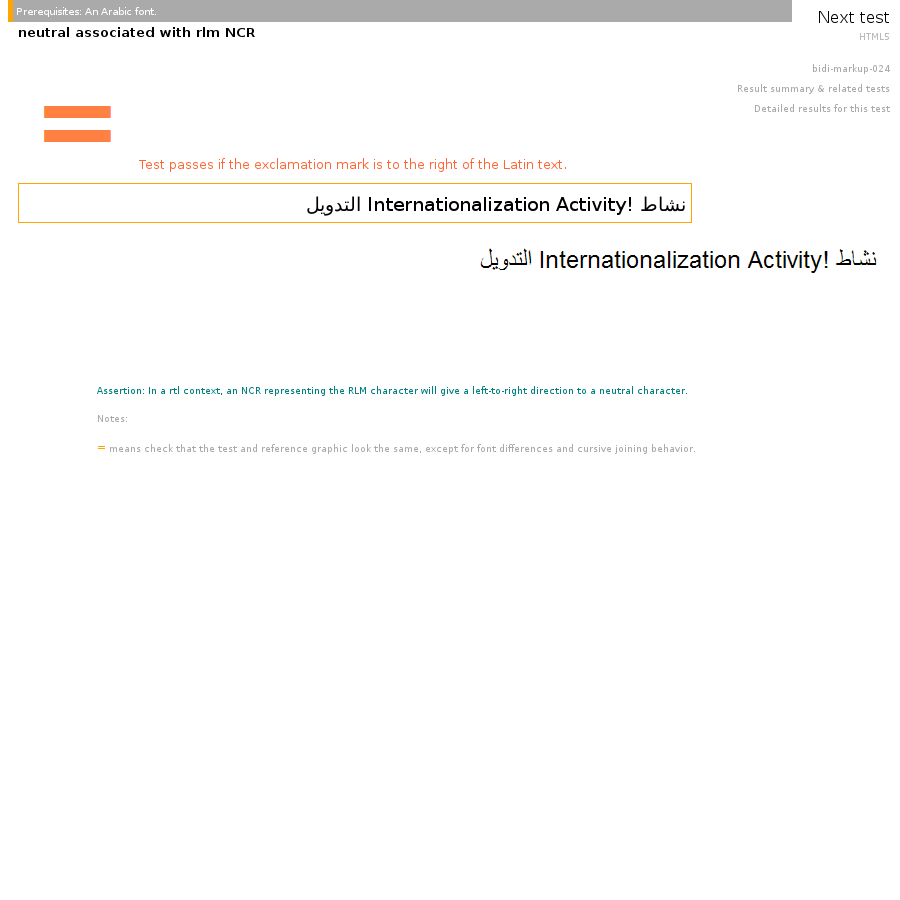 Prerequisites: An Arabic font.
Next test
neutral associated with rlm NCR
HTML5
bidi-markup-024
Result summary & related tests
Detailed results for this test
Test passes if the exclamation mark is to the right of the Latin text.
نشاط !Internationalization Activity التدويل
نشاط !Internationalization Activity التدويل
Assertion: In a rtl context, an NCR representing the RLM character will give a left-to-right direction to a neutral character.
Notes:
= means check that the test and reference graphic look the same, except for font differences and cursive joining behavior.